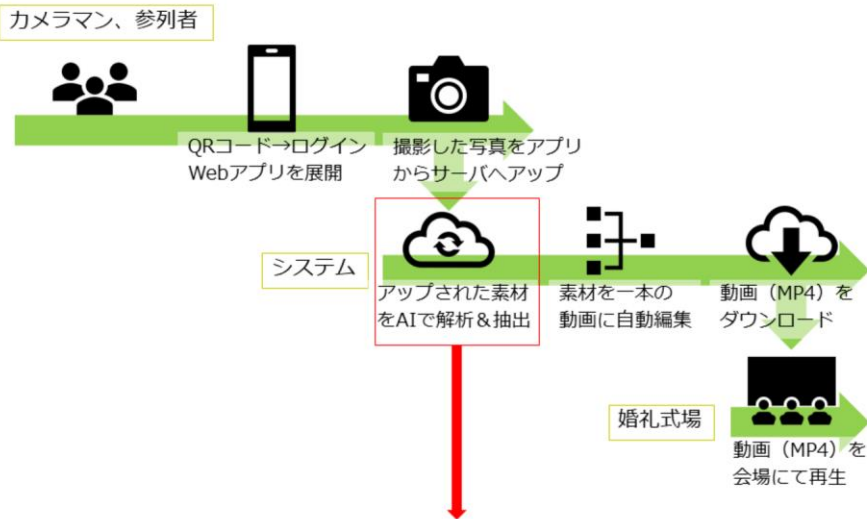 カメラマン、参列者
QRコード→ログイン
Webアプリを展開
撮影した写真をアプリ
からサーバへアップ
システム
アップされた素材
をAIで解析＆抽出
素材を一本の
動画に自動編集
動画（MP4）を
ダウンロード
婚礼式場
動画（MP4）を
会場にて再生